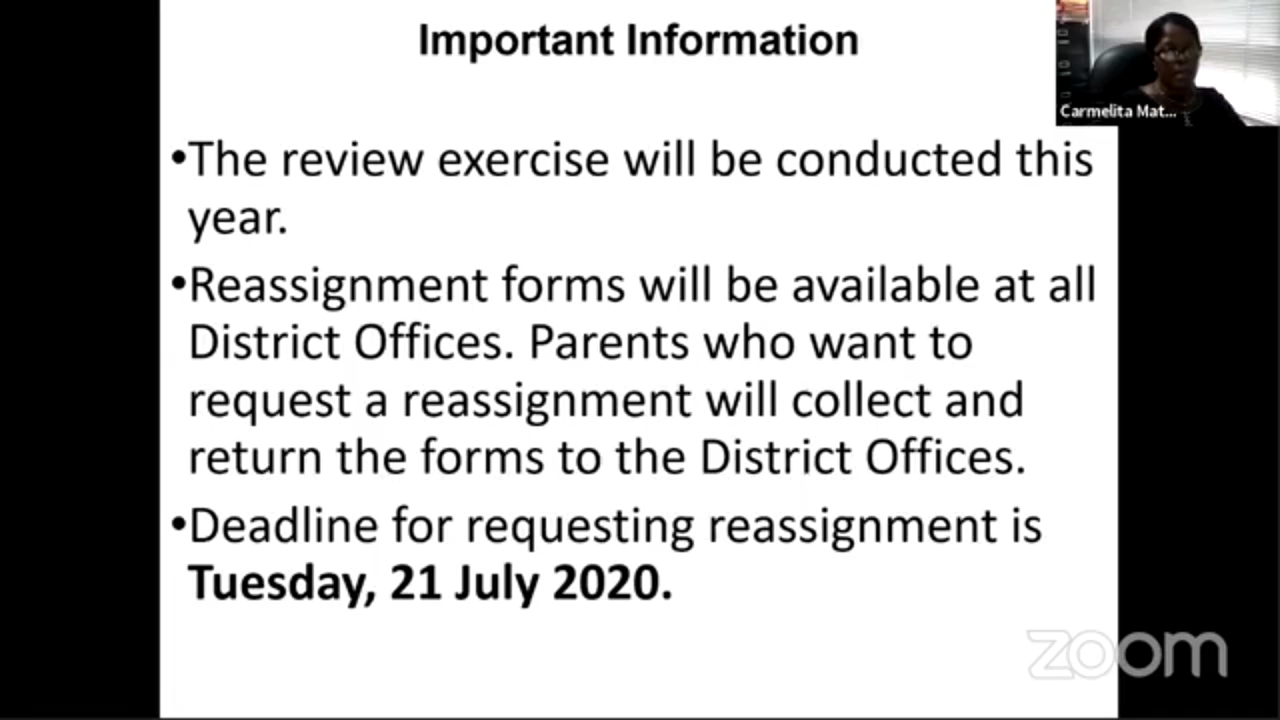 Important Information
Carmelita Mat...
•The review exercise will be conducted this
year.
•Reassignment forms will be available at all
District Offices. Parents who want to
request a reassignment will collect and
return the forms to the District Offices.
•Deadline for requesting reassignment is
Tuesday, 21 July 2020.
zoom